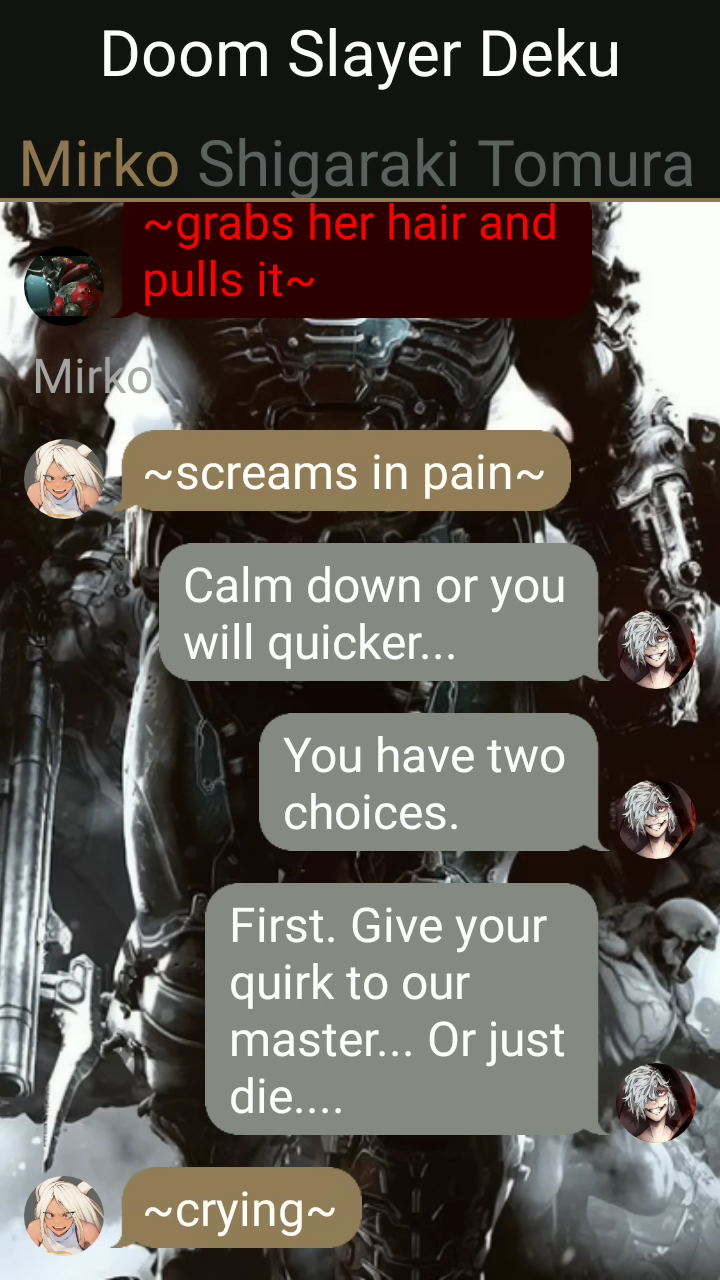 Doom Slayer Deku
Mirko Shigaraki Tomura
~grabs her hair and
pulls it~
Mirko
~screams in pain~
Calm down or you
will quicker...
You have two
choices.
First. Give your
quirk to our
master... Or just
die....
~crying~